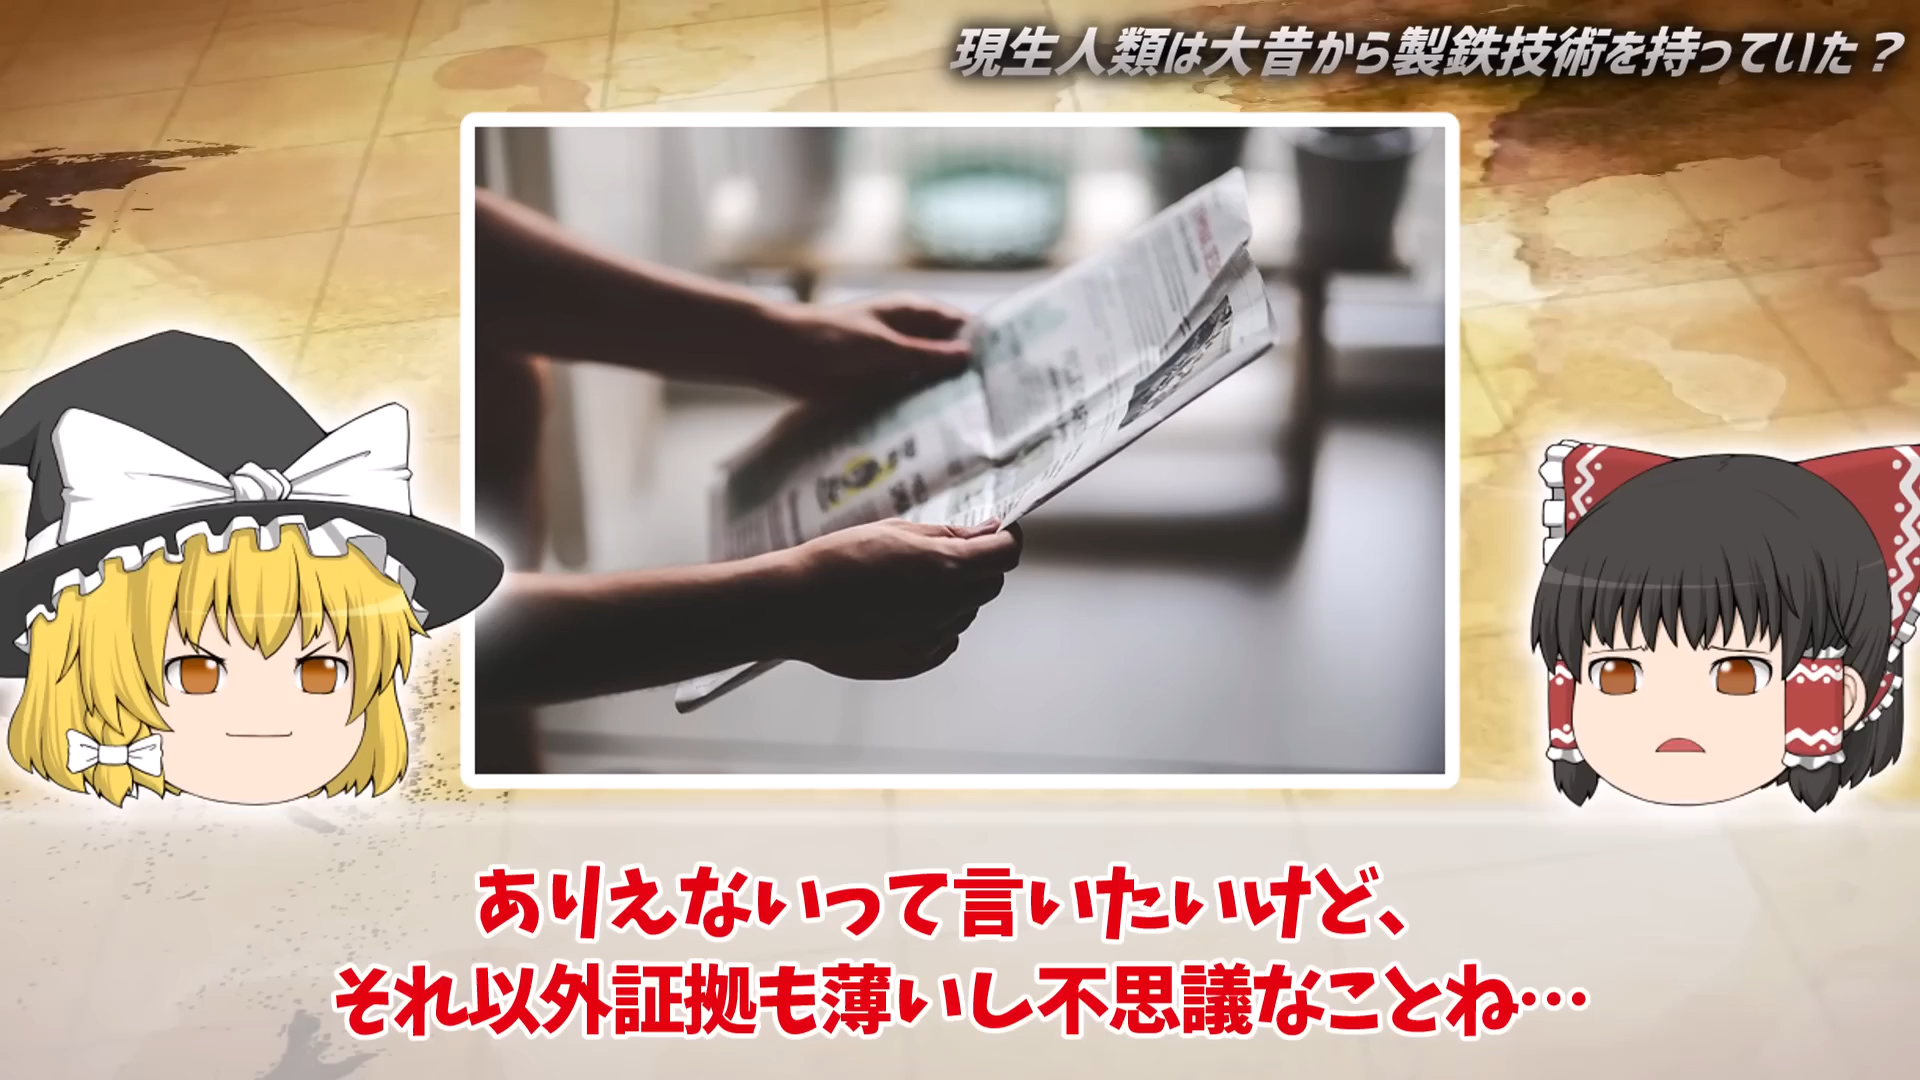 現生人類は大昔から製鉄技術を持っていた？
ありえないって言いたいけど、
それ以外証拠も薄いし不思議なことね…